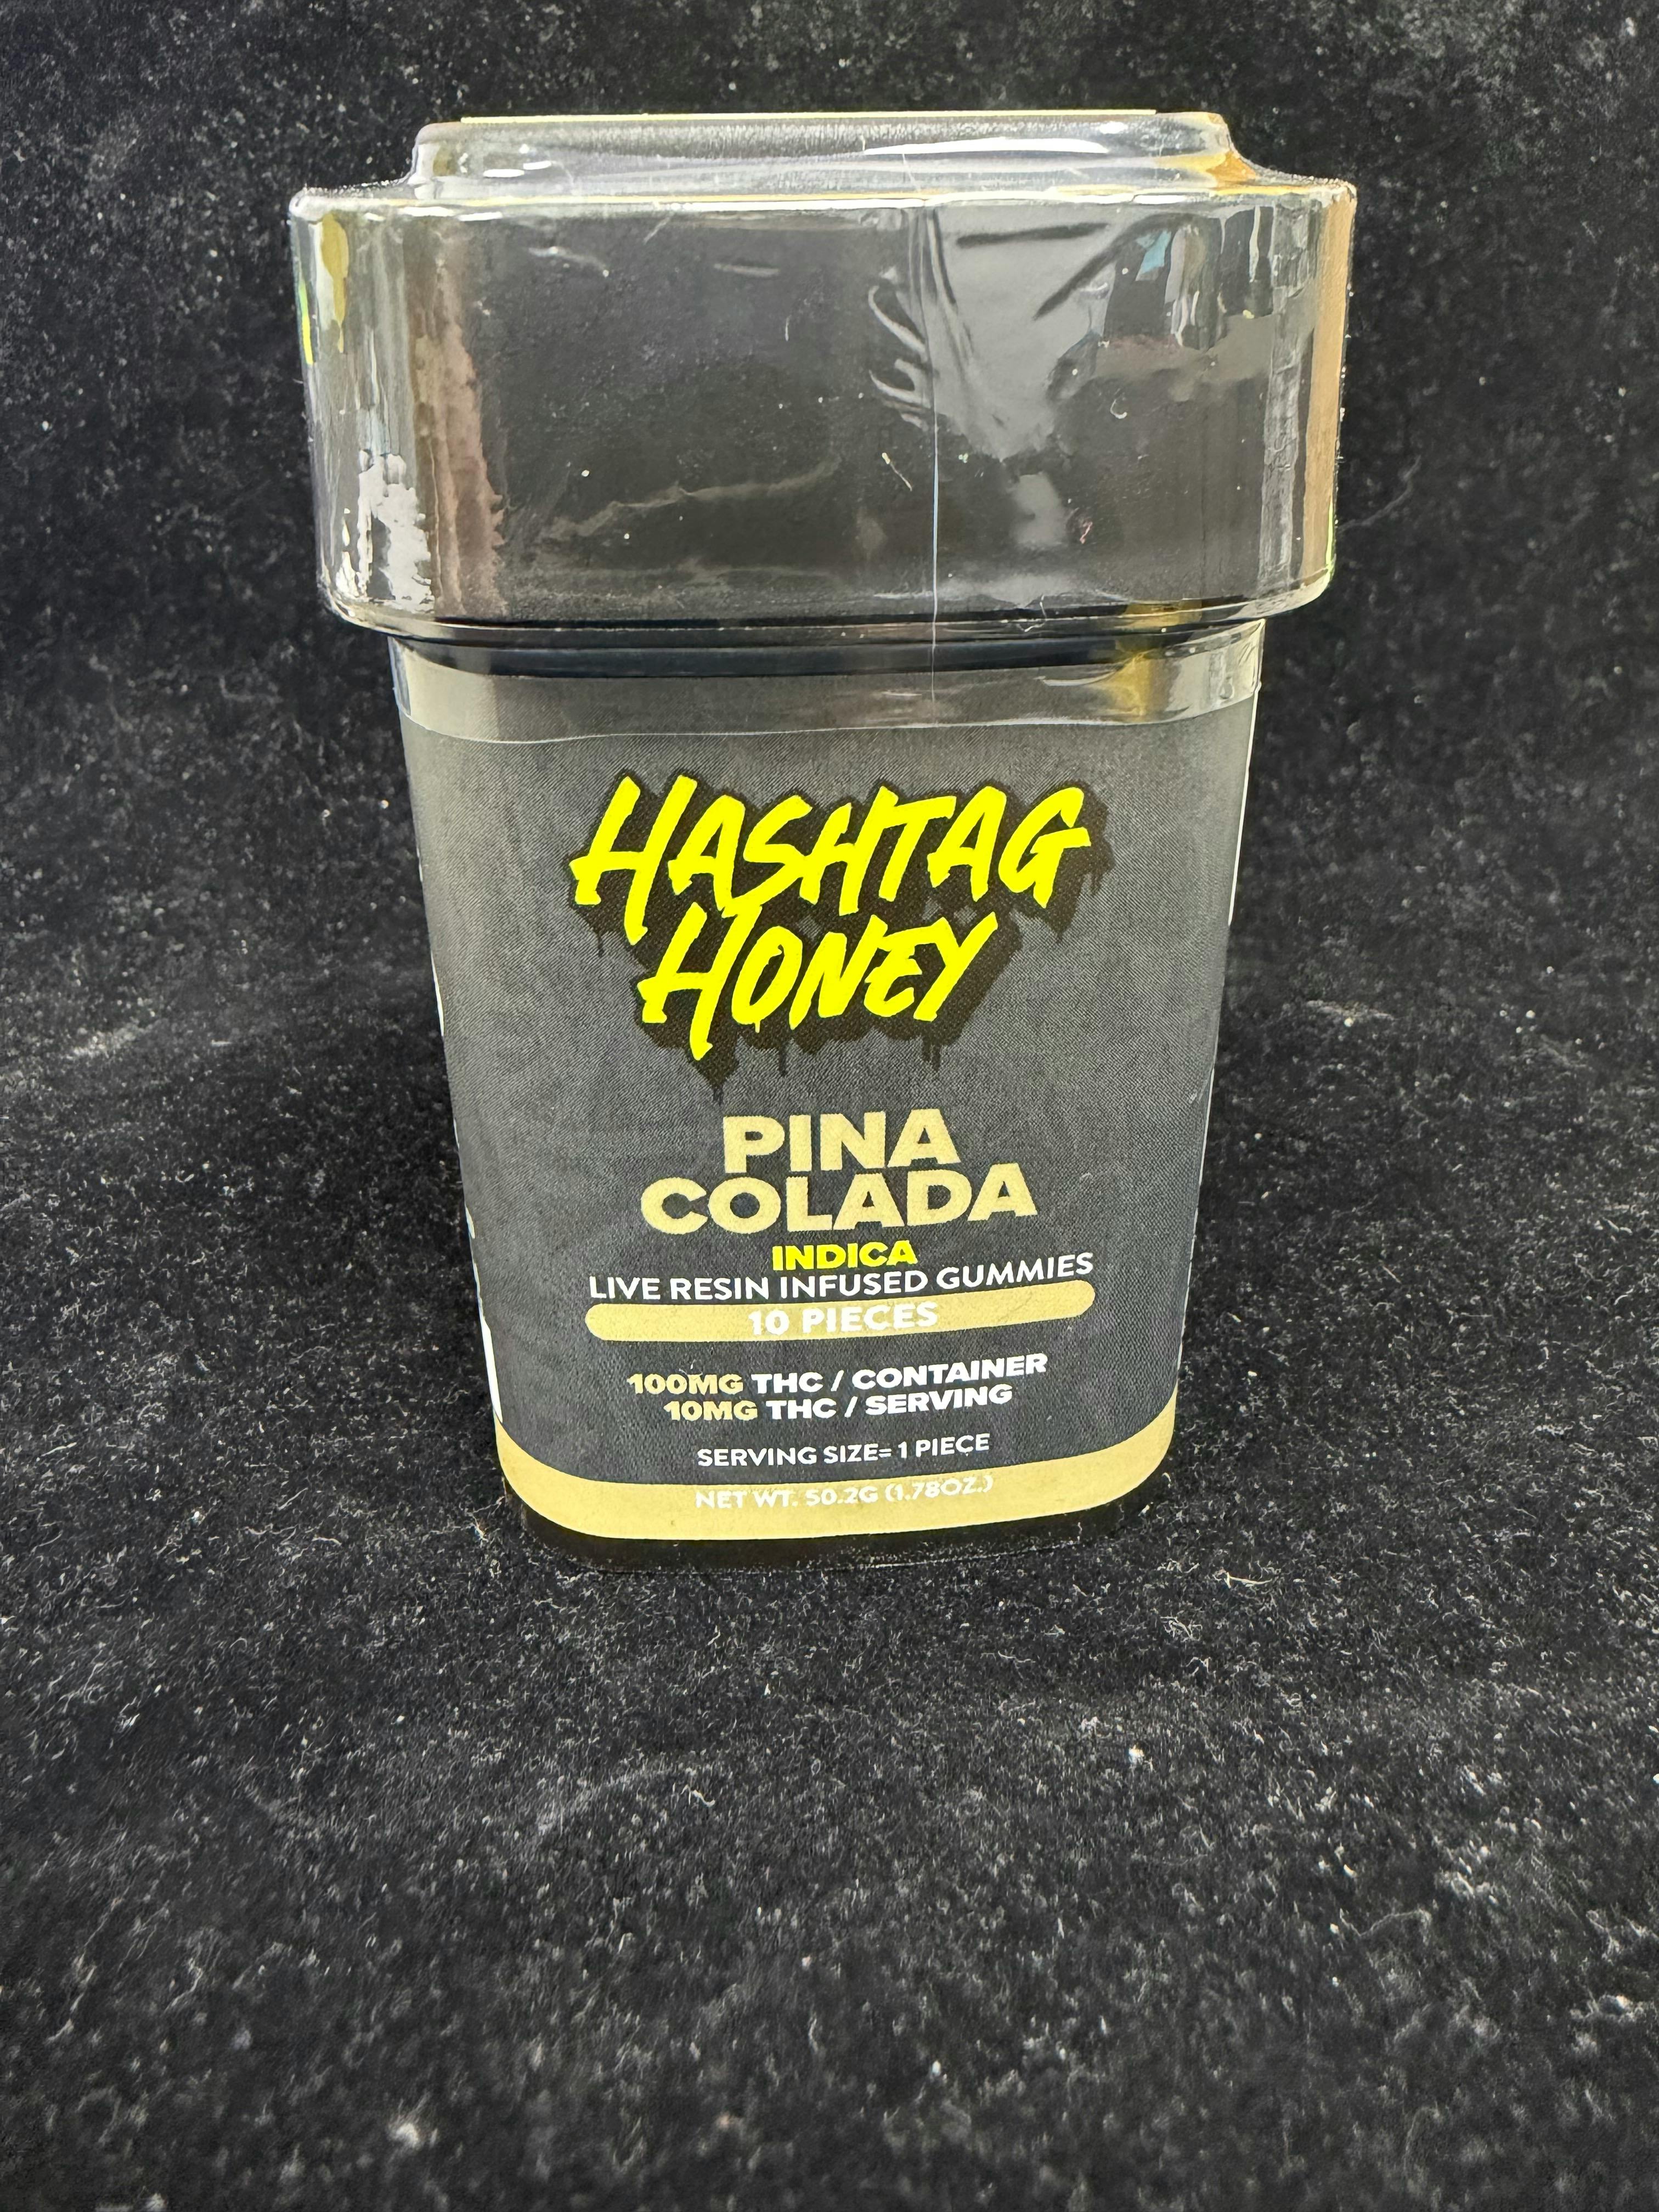 HASHTAG
HONEY
PINA
COLADA
INDICA
LIVE RESIN INFUSED GUMMIES
10 PIECES
100MG THC / CONTAINER
10MG THC / SERVING
SERVING SIZE= 1 PIECE
NET WT. 50.2G (1.78OZ.)